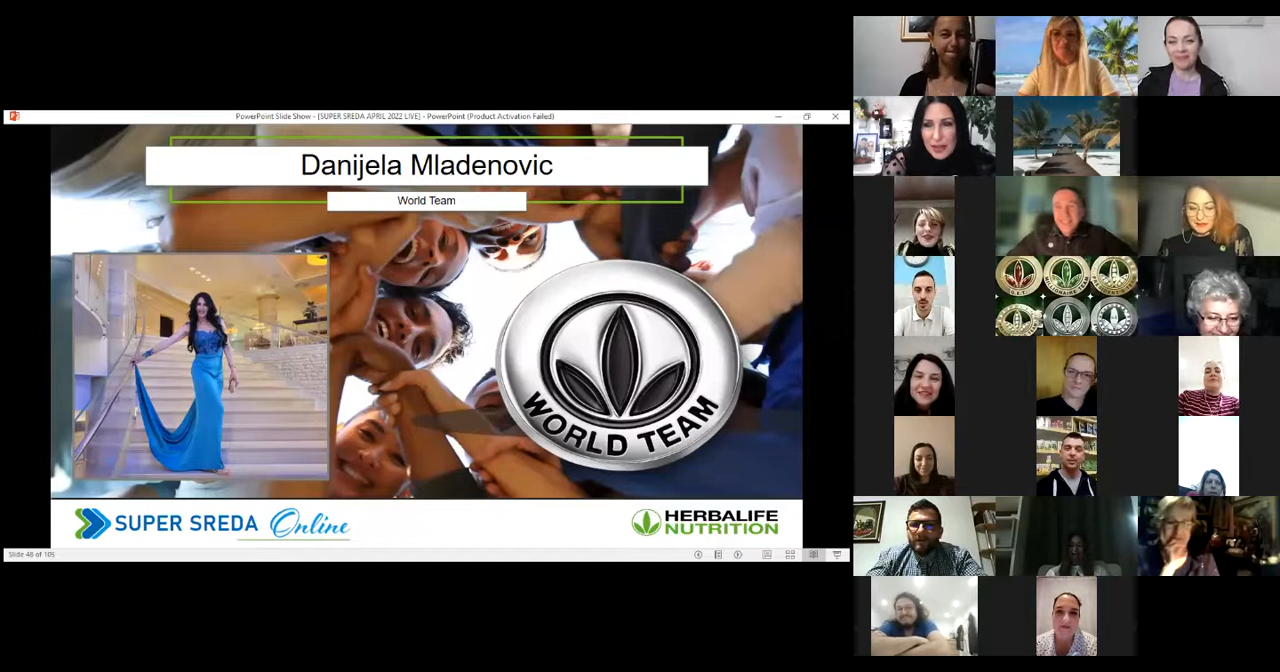 PowerPoint Slide Show - [SUPER SREDA APRIL 2022 LIVE] - PowerPoint (Product Activation Failed)
Danijela Mladenovic
World Team
WORLD TEAM
SUPER SREDA Online
HERBALIFE
NUTRITION
Slide 48 of 105